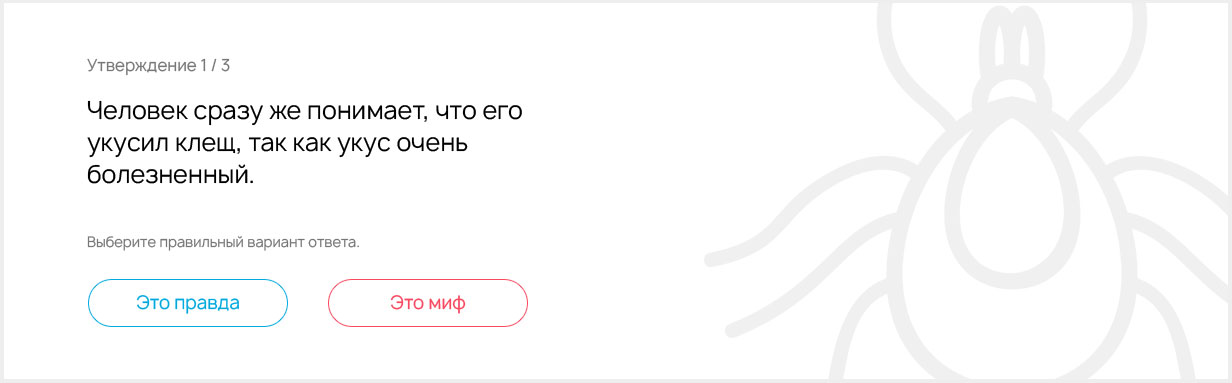 Утверждение 1 / 3
Человек сразу же понимает, что его
укусил клещ, так как укус очень
болезненный.
Выберите правильный вариант ответа.
Это правда
Это миф